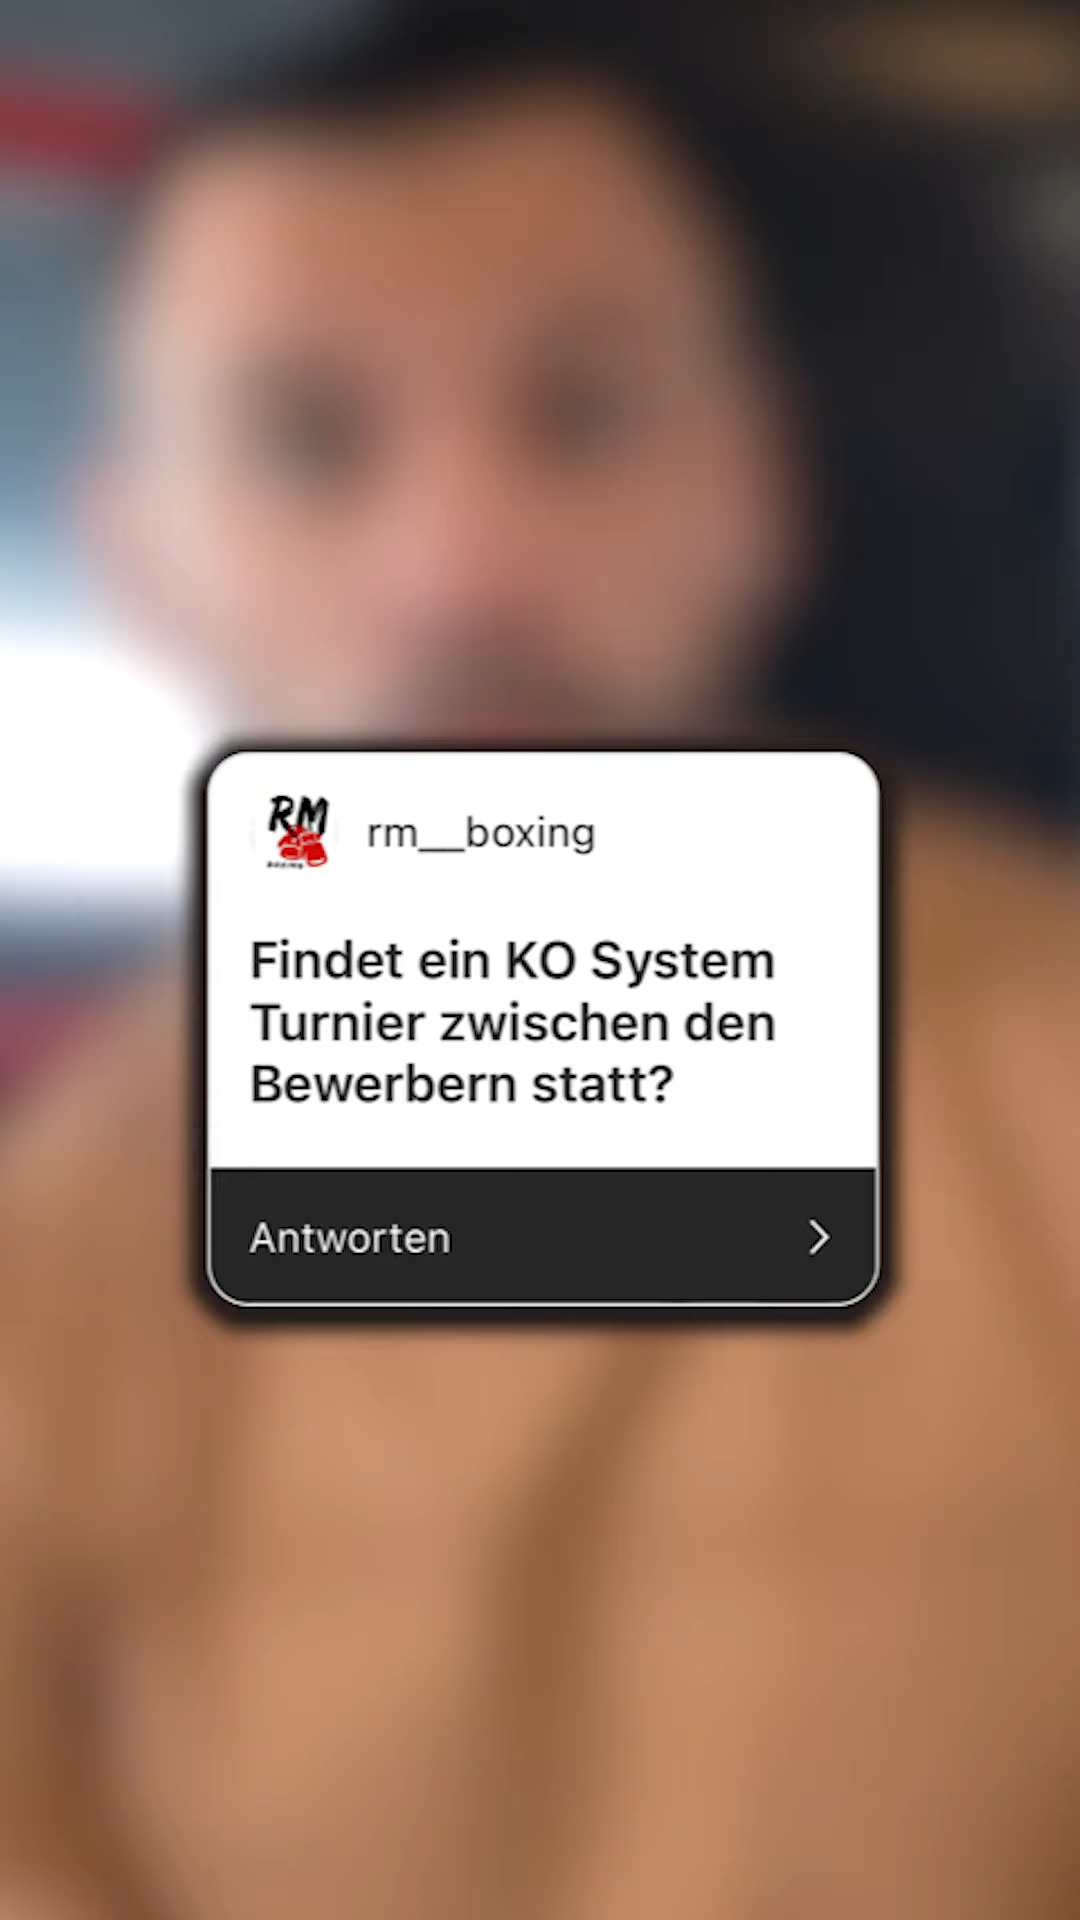 RM
rm__boxing
Findet ein KO System
Turnier zwischen den
Bewerbern statt?
Antworten